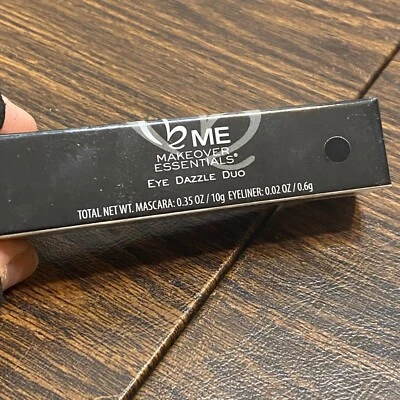 ME
MAKEOVER
ESSENTIALS®
EYE DAZZLE DUO
TOTAL NET WT. MASCARA: 0.35 OZ / 10g EYELINER: 0.02 OZ / 0.6g